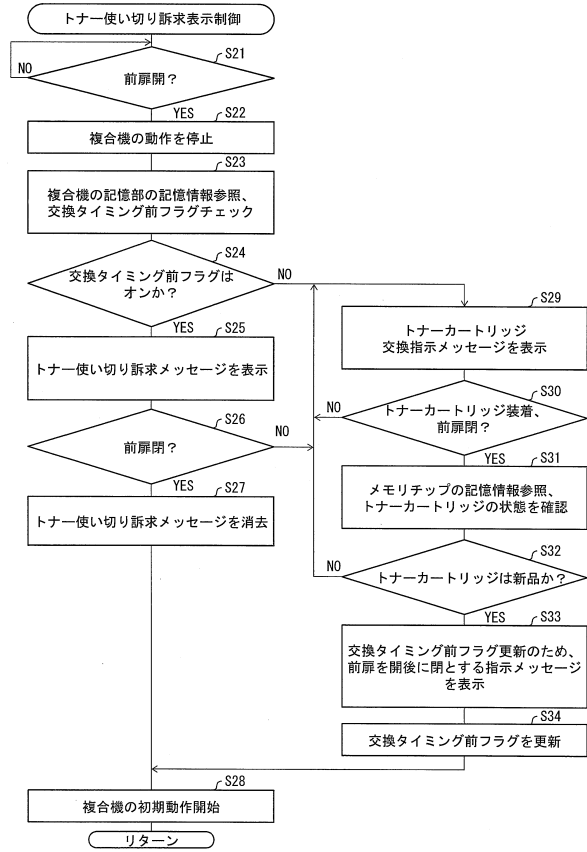 トナー使い切り訴求表示制御
S21
前扉開？
NO
YES
S22
複合機の動作を停止
S23
複合機の記憶部の記憶情報参照、
交換タイミング前フラグチェック
S24
交換タイミング前フラグは
オンか？
NO
YES
S25
トナー使い切り訴求メッセージを表示
S26
前扉閉？
NO
YES
S27
トナー使い切り訴求メッセージを消去
S29
トナーカートリッジ
交換指示メッセージを表示
S30
トナーカートリッジ装着、
前扉閉？
NO
YES
S31
メモリチップの記憶情報参照、
トナーカートリッジの状態を確認
S32
トナーカートリッジは新品か？
NO
YES
S33
交換タイミング前フラグ更新のため、
前扉を開後に閉とする指示メッセージ
を表示
S34
交換タイミング前フラグを更新
S28
複合機の初期動作開始
リターン